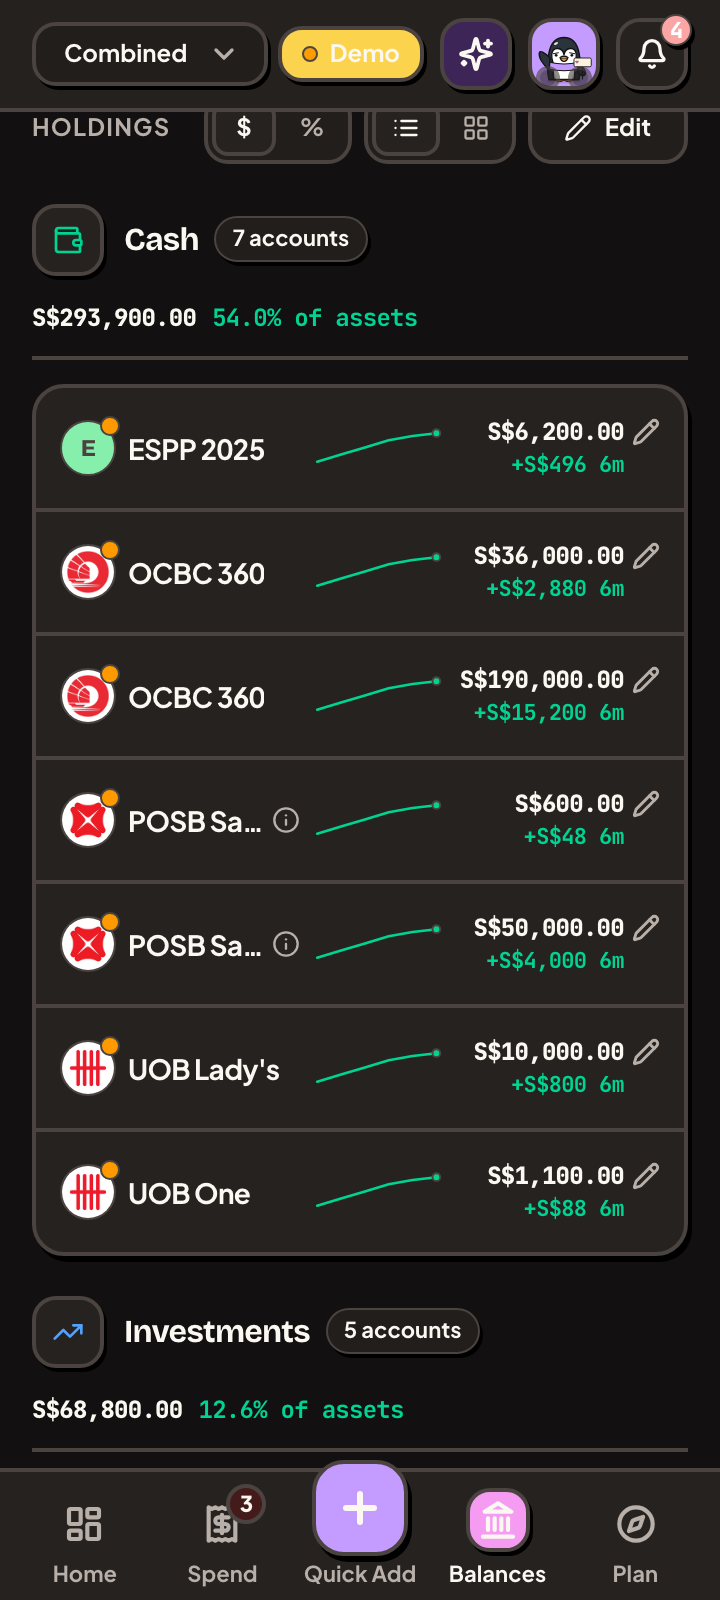 Combined
Demo
4
HOLDINGS
$
%
Edit
Cash
7 accounts
S$293,900.00 54.0% of assets
E
ESPP 2025
S$6,200.00
+S$496 6m
OCBC 360
S$36,000.00
+S$2,880 6m
OCBC 360
S$190,000.00
+S$15,200 6m
POSB Sa...
S$600.00
+S$48 6m
POSB Sa...
S$50,000.00
+S$4,000 6m
UOB Lady's
S$10,000.00
+S$800 6m
UOB One
S$1,100.00
+S$88 6m
Investments
5 accounts
S$68,800.00 12.6% of assets
Home
3
Spend
Quick Add
Balances
Plan